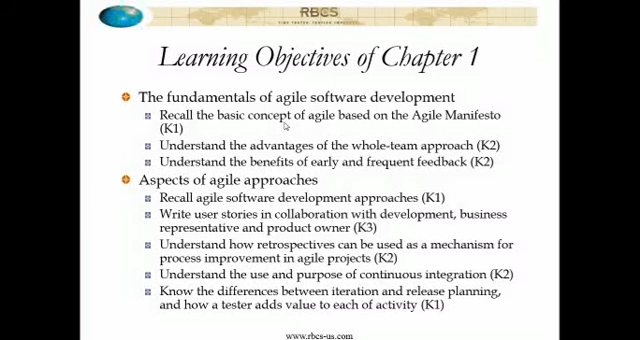 RBCS
TIME TESTED. TESTING IMPROVED.
Learning Objectives of Chapter 1
The fundamentals of agile software development
Recall the basic concept of agile based on the Agile Manifesto
(K1)
Understand the advantages of the whole-team approach (K2)
Understand the benefits of early and frequent feedback (K2)
Aspects of agile approaches
Recall agile software development approaches (K1)
Write user stories in collaboration with development, business
representative and product owner (K3)
Understand how retrospectives can be used as a mechanism for
process improvement in agile projects (K2)
Understand the use and purpose of continuous integration (K2)
Know the differences between iteration and release planning,
and how a tester adds value to each of activity (K1)
www.rbcs-us.com